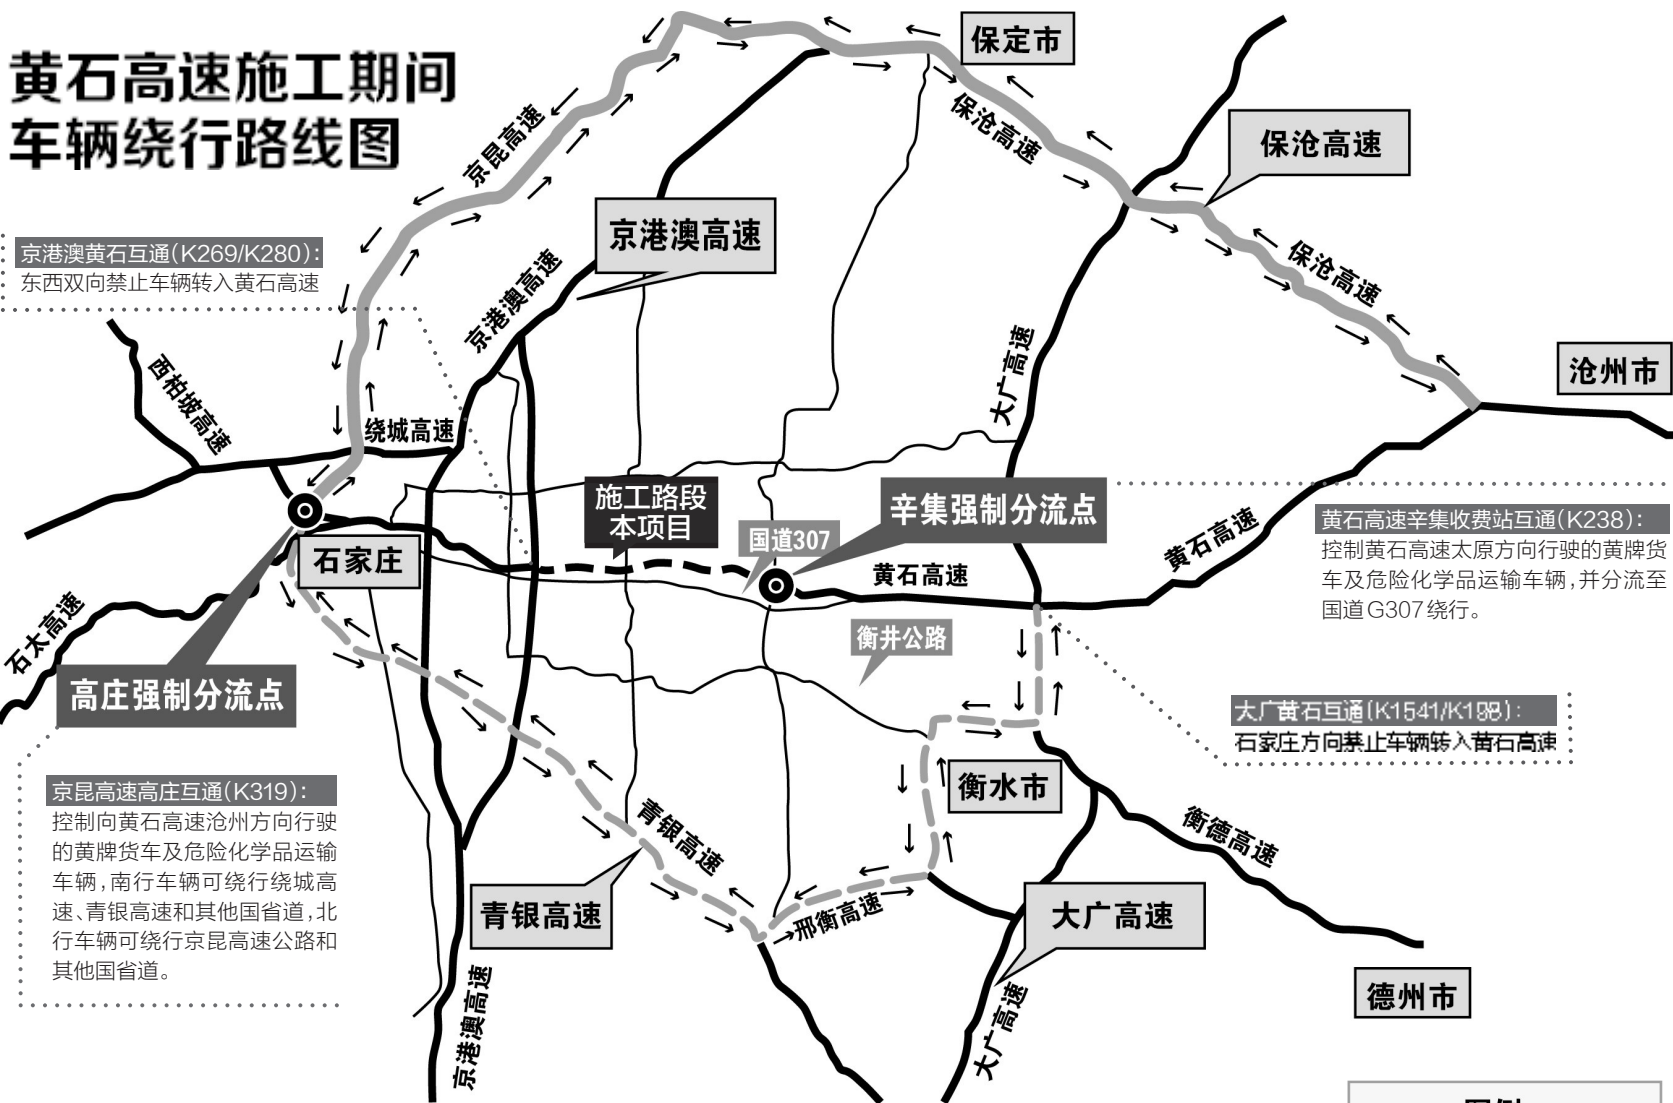 黄石高速施工期间
车辆绕行路线图
保定市
保沧高速
保沧高速
京昆高速
京港澳高速
京港澳黄石互通(K269/K280):
东西双向禁止车辆转入黄石高速
京港澳高速
保沧高速
大广高速
沧州市
西柏坡高速
绕城高速
施工路段
本项目
国道307
辛集强制分流点
黄石高速
黄石高速
黄石高速辛集收费站互通(K238):
控制黄石高速太原方向行驶的黄牌货
车及危险化学品运输车辆,并分流至
国道G307绕行。
石家庄
石太高速
衡井公路
高庄强制分流点
大广黄石互通(K1541/K198):
石家庄方向禁止车辆转入黄石高速
京昆高速高庄互通(K319):
控制向黄石高速沧州方向行驶
的黄牌货车及危险化学品运输
车辆,南行车辆可绕行绕城高
速、青银高速和其他国省道,北
行车辆可绕行京昆高速公路和
其他国省道。
衡水市
青银高速
衡德高速
青银高速
邢衡高速
大广高速
京港澳高速
大广高速
德州市